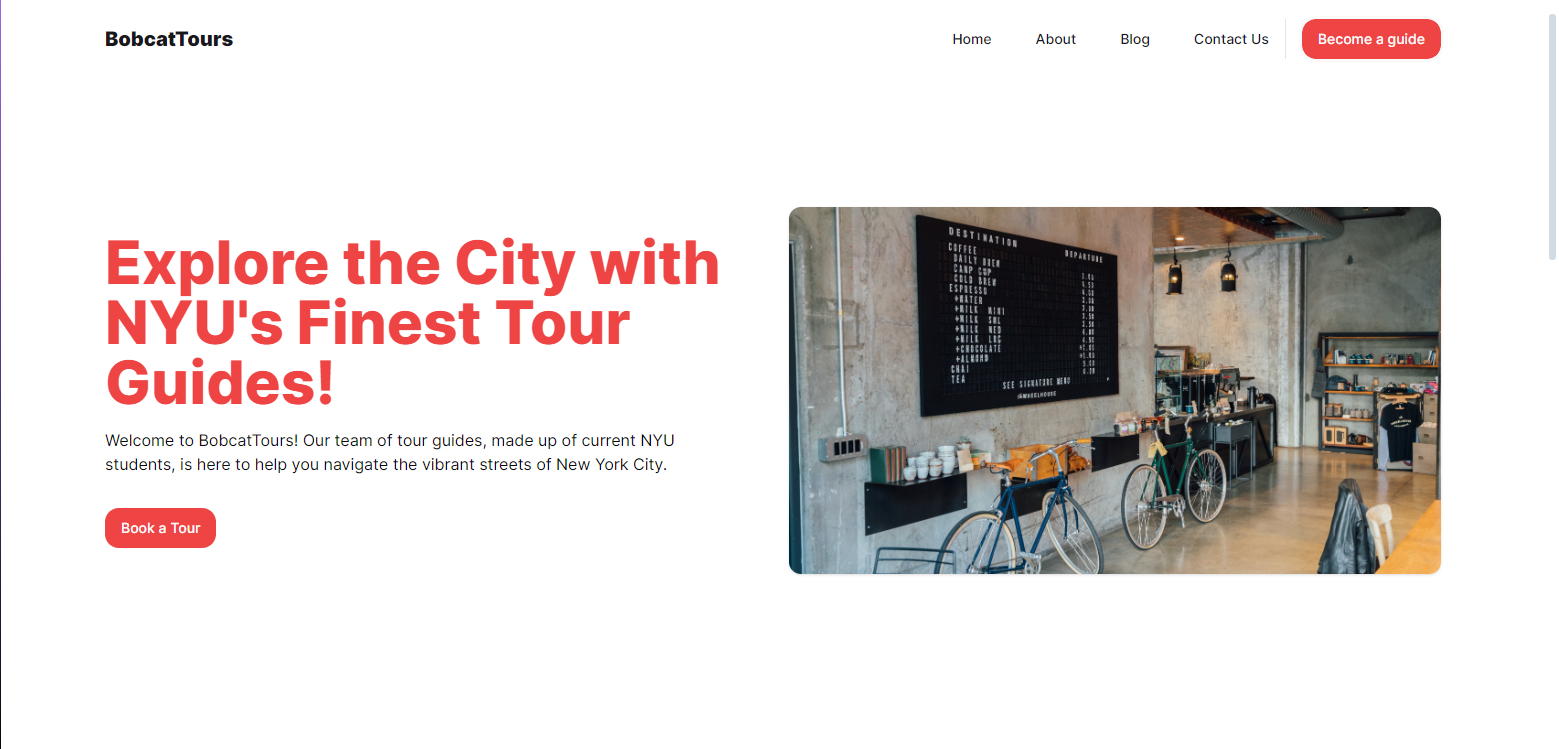 BobcatTours
Home
About
Blog
Contact Us
Become a guide
Explore the City with
NYU's Finest Tour
Guides!
Welcome to BobcatTours! Our team of tour guides, made up of current NYU
students, is here to help you navigate the vibrant streets of New York City.
Book a Tour
DESTINATION
DEPARTURE
COFFEE
DAILY BREW
CAMP CUP
COLD BREW
ESPRESSO
+WATER
+MILK MINI
+MILK SML
+MILK MED
+MILK LRG
+CHOCOLATE
+ALMOND
CHAI
TEA
SEE SIGNATURE MENU
@WHEELHOUSE